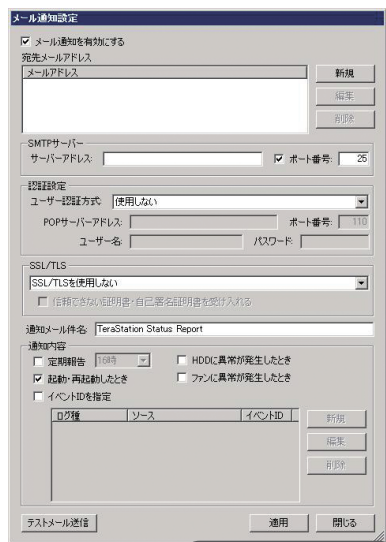 メール通知設定
メール通知を有効にする
宛先メールアドレス
メールアドレス
新規
編集
削除
SMTPサーバー
サーバーアドレス: ポート番号: 25
認証設定
ユーザー認証方式 使用しない
POPサーバーアドレス: ポート番号: 110
ユーザー名: パスワード:
SSL/TLS
SSL/TLSを使用しない
信頼できない証明書・自己署名証明書を受け入れる
通知メール件名: TeraStation Status Report
通知内容
定期報告 16時 HDDに異常が発生したとき
起動・再起動したとき ファンに異常が発生したとき
イベントIDを指定
ログ種 ソース イベントID
新規
編集
削除
テストメール送信 適用 閉じる